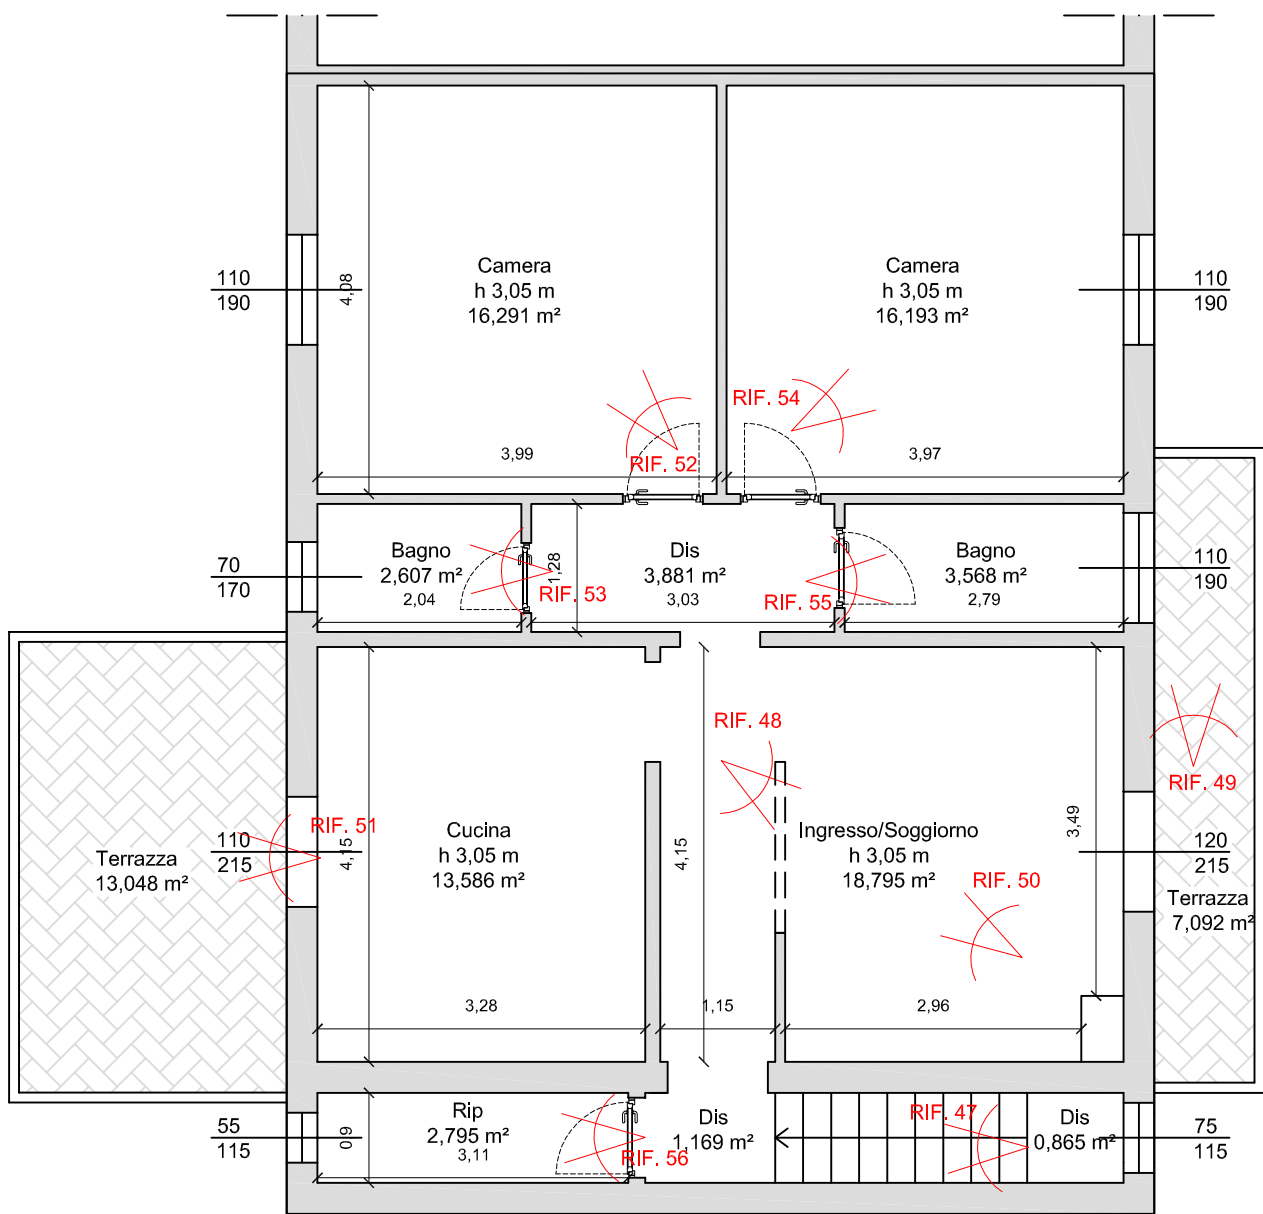 Camera
h 3,05 m
16,291 m²
Camera
h 3,05 m
16,193 m²
110
190
4,08
110
190
RIF. 54
3,99
RIF. 52
3,97
Bagno
2,607 m²
2,04
70
170
1,28
RIF. 53
Dis
3,881 m²
3,03
RIF. 55
Bagno
3,568 m²
2,79
110
190
RIF. 48
RIF. 49
RIF. 51
110
215
4,15
Terrazza
13,048 m²
Cucina
h 3,05 m
13,586 m²
4,15
Ingresso/Soggiorno
h 3,05 m
18,795 m²
3,49
RIF. 50
120
215
Terrazza
7,092 m²
3,28
1,15
2,96
55
115
60
Rip
2,795 m²
3,11
RIF. 56
Dis
1,169 m²
RIF. 47
Dis
0,865 m²
75
115